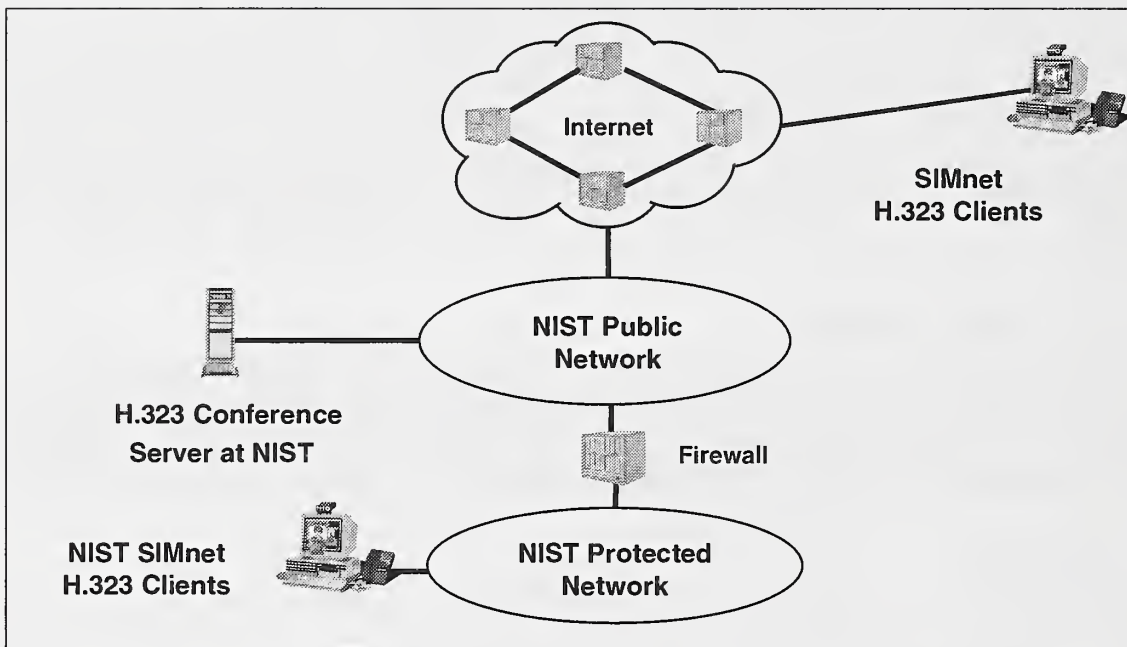 Internet
SIMnet
H.323 Clients
NIST Public
Network
H.323 Conference
Server at NIST
Firewall
NIST SIMnet
H.323 Clients
NIST Protected
Network